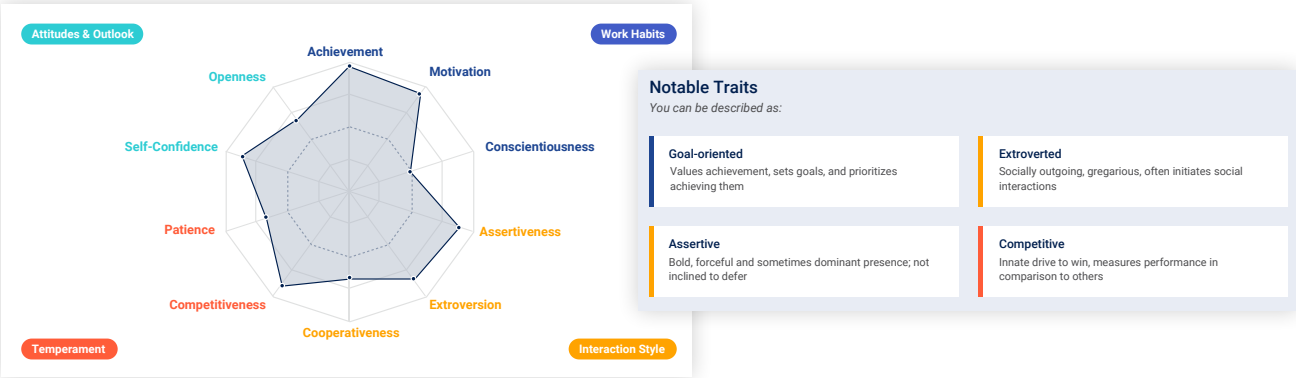 Attitudes & Outlook
Work Habits
Achievement
Openness
Motivation
Self-Confidence
Conscientiousness
Patience
Assertiveness
Competitiveness
Extroversion
Cooperativeness
Temperament
Interaction Style
Notable Traits
You can be described as:
Goal-oriented
Values achievement, sets goals, and prioritizes
achieving them
Extroverted
Socially outgoing, gregarious, often initiates social
interactions
Assertive
Bold, forceful and sometimes dominant presence; not
inclined to defer
Competitive
Innate drive to win, measures performance in
comparison to others